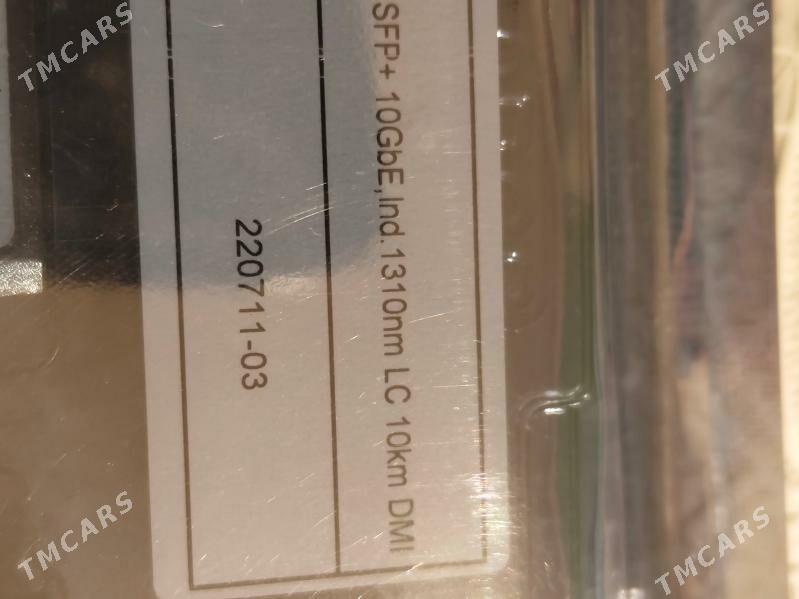 SFP+ 10GbE,Ind.1310nm LC 10km DMI
220711-03
TMCARS
TMCARS
TMCARS
TMCARS